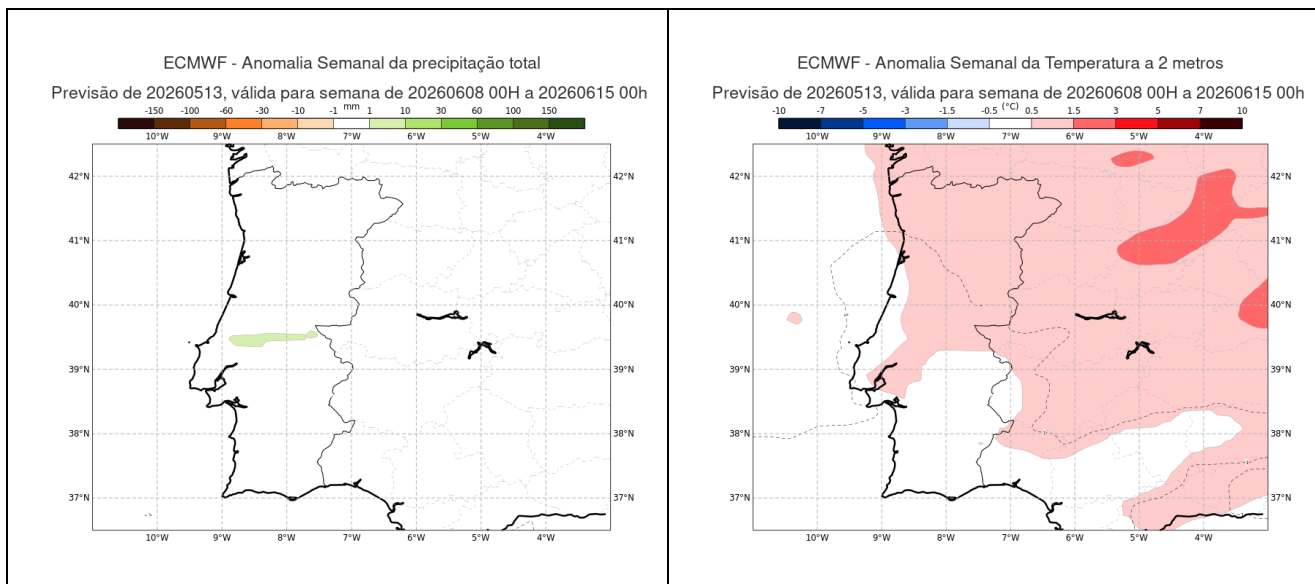 ECMWF - Anomalia Semanal da precipitação total
Previsão de 20260513, válida para semana de 20260608 00H a 20260615 00h
-150 -100 -60 -30 -10 -1 mm 1 10 30 60 100 150
10°W 9°W 8°W 7°W 6°W 5°W 4°W
42°N 42°N
41°N 41°N
40°N 40°N
39°N 39°N
38°N 38°N
37°N 37°N
10°W 9°W 8°W 7°W 6°W 5°W 4°W
ECMWF - Anomalia Semanal da Temperatura a 2 metros
Previsão de 20260513, válida para semana de 20260608 00H a 20260615 00h
-10 -7 -5 -3 -1.5 -0.5 (°C) 0.5 1.5 3 5 7 10
10°W 9°W 8°W 7°W 6°W 5°W 4°W
42°N 42°N
41°N 41°N
40°N 40°N
39°N 39°N
38°N 38°N
37°N 37°N
10°W 9°W 8°W 7°W 6°W 5°W 4°W